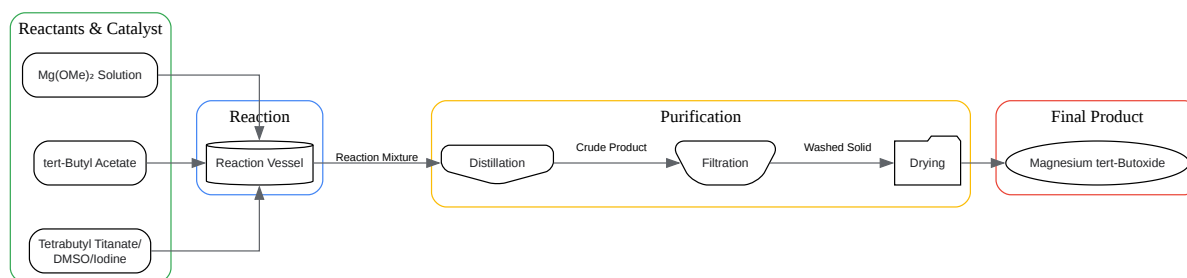 Reactants & Catalyst
Mg(OMe)₂ Solution
tert-Butyl Acetate
Tetrabutyl Titanate/
DMSO/Iodine
Reaction
Reaction Vessel
Reaction Mixture
Purification
Distillation
Crude Product
Filtration
Washed Solid
Drying
Final Product
Magnesium tert-Butoxide